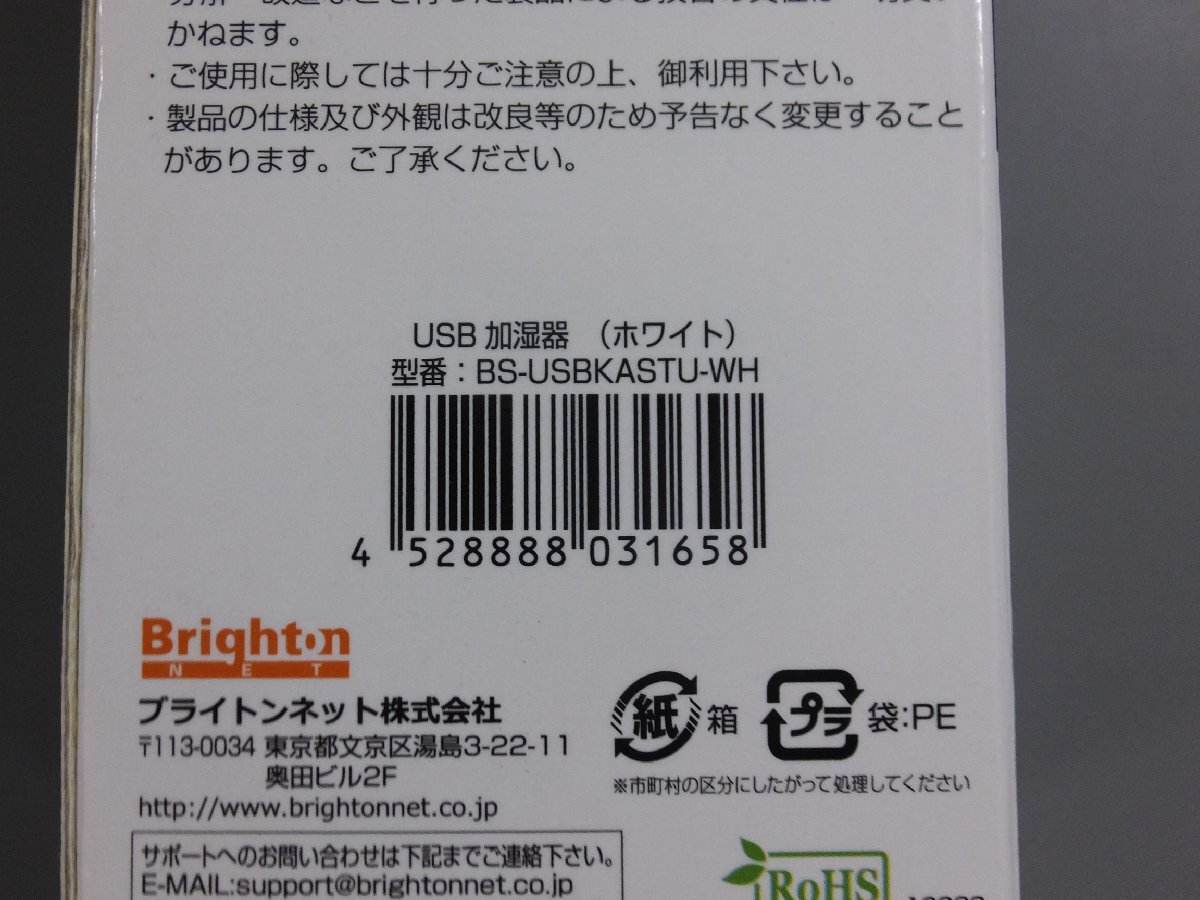 かねます。
・ご使用に際しては十分ご注意の上、御利用下さい。
・製品の仕様及び外観は改良等のため予告なく変更すること
があります。ご了承ください。
USB 加湿器 （ホワイト）
型番：BS-USBKASTU-WH
4 528888 031658
Brighton
NET
ブライトンネット株式会社
〒113-0034 東京都文京区湯島3-22-11
奥田ビル2F
http://www.brightonnet.co.jp
紙 箱
プラ 袋:PE
※市町村の区分にしたがって処理してください
サポートへのお問い合わせは下記までご連絡下さい。
E-MAIL:support@brightonnet.co.jp
RoHS